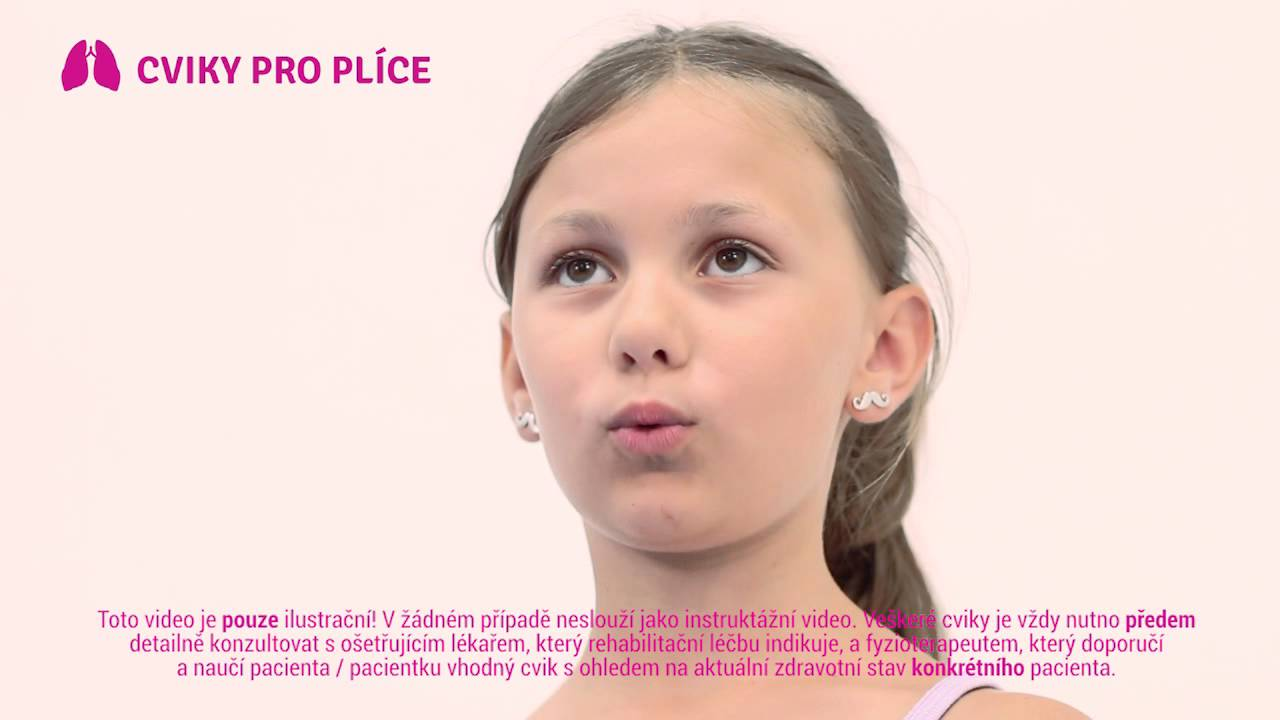 CVIKY PRO PLÍCE
Toto video je pouze ilustrační! V žádném případě neslouží jako instruktážní video. Veškeré cviky je vždy nutno předem
detailně konzultovat s ošetřujícím lékařem, který rehabilitační léčbu indikuje, a fyzioterapeutem, který doporučí
a naučí pacienta / pacientku vhodný cvik s ohledem na aktuální zdravotní stav konkrétního pacienta.